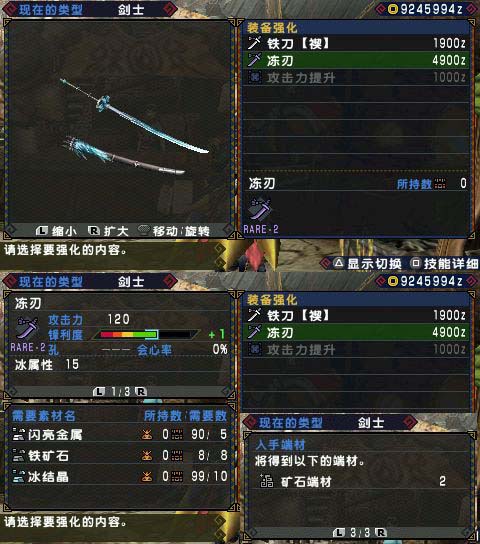 现在的类型 剑士
9245994z
装备强化
铁刀【禊】 1900z
冻刃 4900z
攻击力提升 1000z
冻刃 所持数 0
RARE-2
L 缩小 R 扩大 移动/旋转
请选择要强化的内容。
△显示切换 □技能详细
现在的类型 剑士
9245994z
冻刃
攻击力 120
RARE-2
锋利度 +1
孔 --- 会心率 0%
冰属性 15
L 1/3 R
装备强化
铁刀【禊】 1900z
冻刃 4900z
攻击力提升 1000z
需要素材名 所持数/需要数
闪亮金属 0 90/ 5
铁矿石 0 8/ 8
冰结晶 0 99/10
请选择要强化的内容。
现在的类型 剑士
入手端材
将得到以下的端材。
矿石端材 2
L 3/3 R